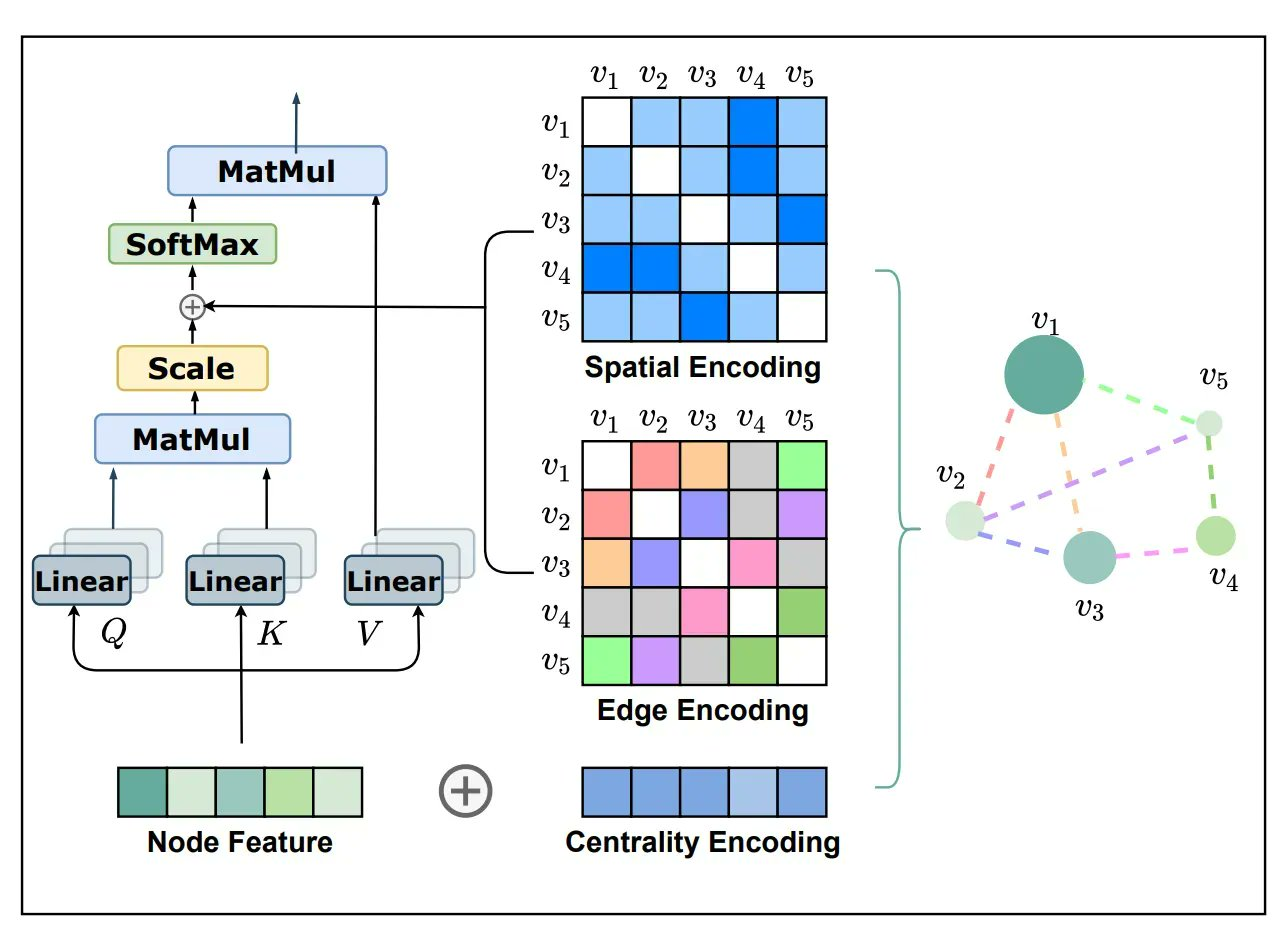 MatMul
SoftMax
+
Scale
MatMul
Linear Linear Linear
Q K V
Node Feature
v₁ v₂ v₃ v₄ v₅
v₁
v₂
v₃
v₄
v₅
Spatial Encoding
v₁ v₂ v₃ v₄ v₅
v₁
v₂
v₃
v₄
v₅
Edge Encoding
+
Centrality Encoding
v₁
v₅
v₂
v₄
v₃